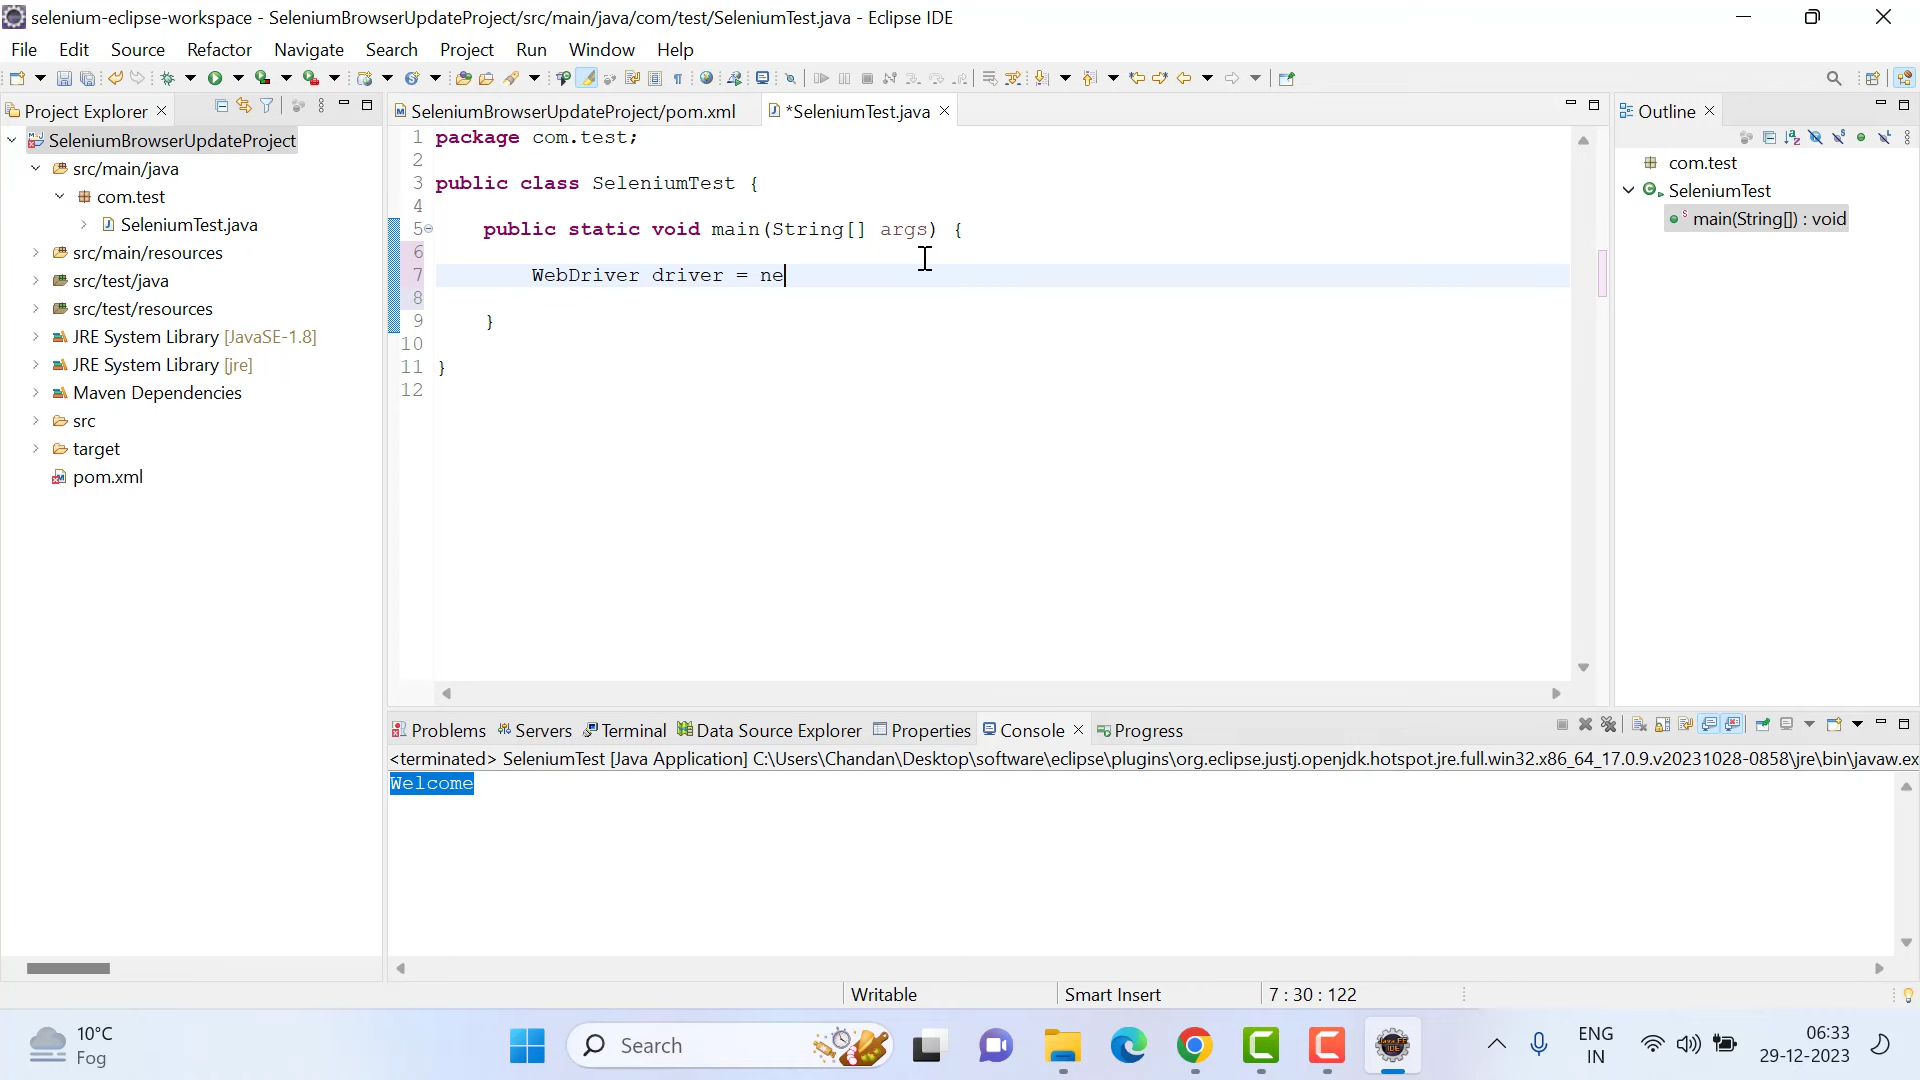 selenium-eclipse-workspace - SeleniumBrowserUpdateProject/src/main/java/com/test/SeleniumTest.java - Eclipse IDE
File Edit Source Refactor Navigate Search Project Run Window Help
Project Explorer
SeleniumBrowserUpdateProject
src/main/java
com.test
SeleniumTest.java
src/main/resources
src/test/java
src/test/resources
JRE System Library [JavaSE-1.8]
JRE System Library [jre]
Maven Dependencies
src
target
pom.xml
SeleniumBrowserUpdateProject/pom.xml *SeleniumTest.java
1 package com.test;
2
3 public class SeleniumTest {
4
5 public static void main(String[] args) {
6
7 WebDriver driver = ne
8
9 }
10
11 }
12
Outline
com.test
SeleniumTest
main(String[]) : void
Problems Servers Terminal Data Source Explorer Properties Console Progress
<terminated> SeleniumTest [Java Application] C:\Users\Chandan\Desktop\software\eclipse\plugins\org.eclipse.justj.openjdk.hotspot.jre.full.win32.x86_64_17.0.9.v20231028-0858\jre\bin\javaw.ex
Welcome
Writable Smart Insert 7 : 30 : 122
10°C
Fog
Search
ENG
IN
06:33
29-12-2023